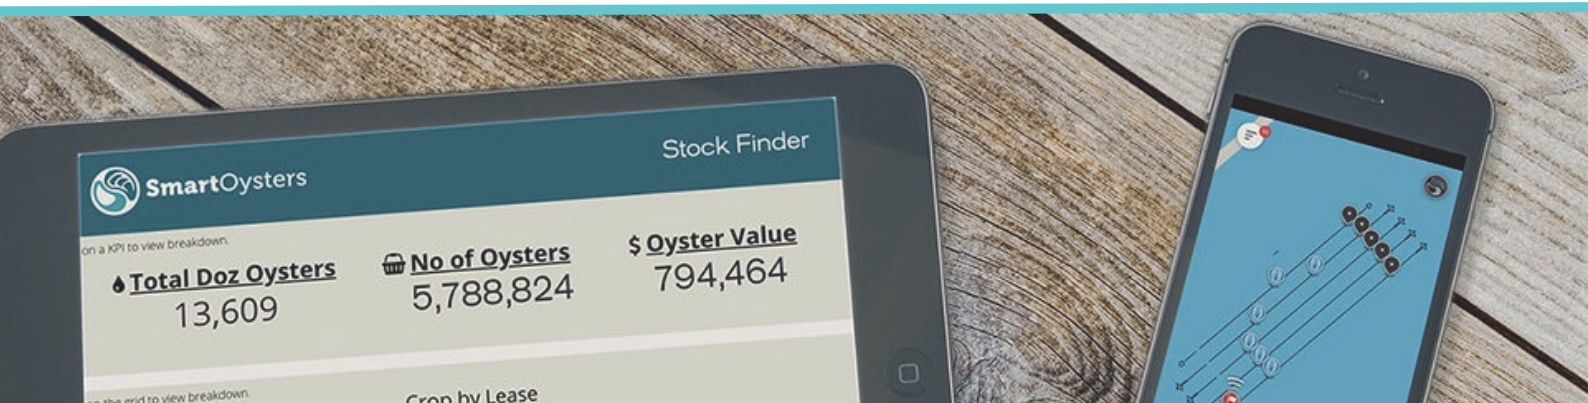 SmartOysters
Stock Finder
on a KPI to view breakdown.
Total Doz Oysters
13,609
No of Oysters
5,788,824
$ Oyster Value
794,464
on the grid to view breakdown.
Crop by Lease